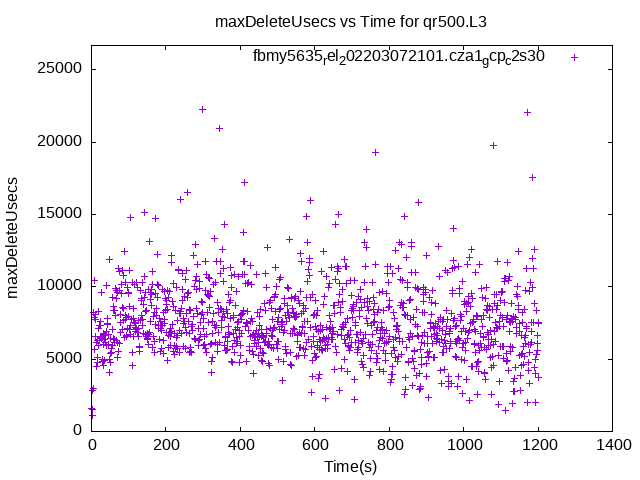 maxDeleteUsecs vs Time for qr500.L3
fbmy5635rel202203072101.cza1gcpc2s30
25000
20000
15000
10000
5000
0
maxDeleteUsecs
0 200 400 600 800 1000 1200 1400
Time(s)